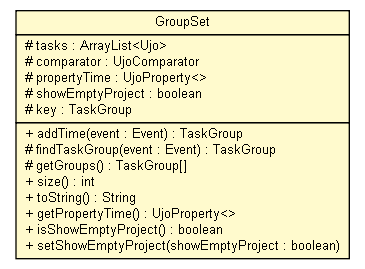 GroupSet
# tasks : ArrayList<Ujo>
# comparator : UjoComparator
# propertyTime : UjoProperty<>
# showEmptyProject : boolean
# key : TaskGroup
+ addTime(event : Event) : TaskGroup
# findTaskGroup(event : Event) : TaskGroup
# getGroups() : TaskGroup[]
+ size() : int
+ toString() : String
+ getPropertyTime() : UjoProperty<>
+ isShowEmptyProject() : boolean
+ setShowEmptyProject(showEmptyProject : boolean)